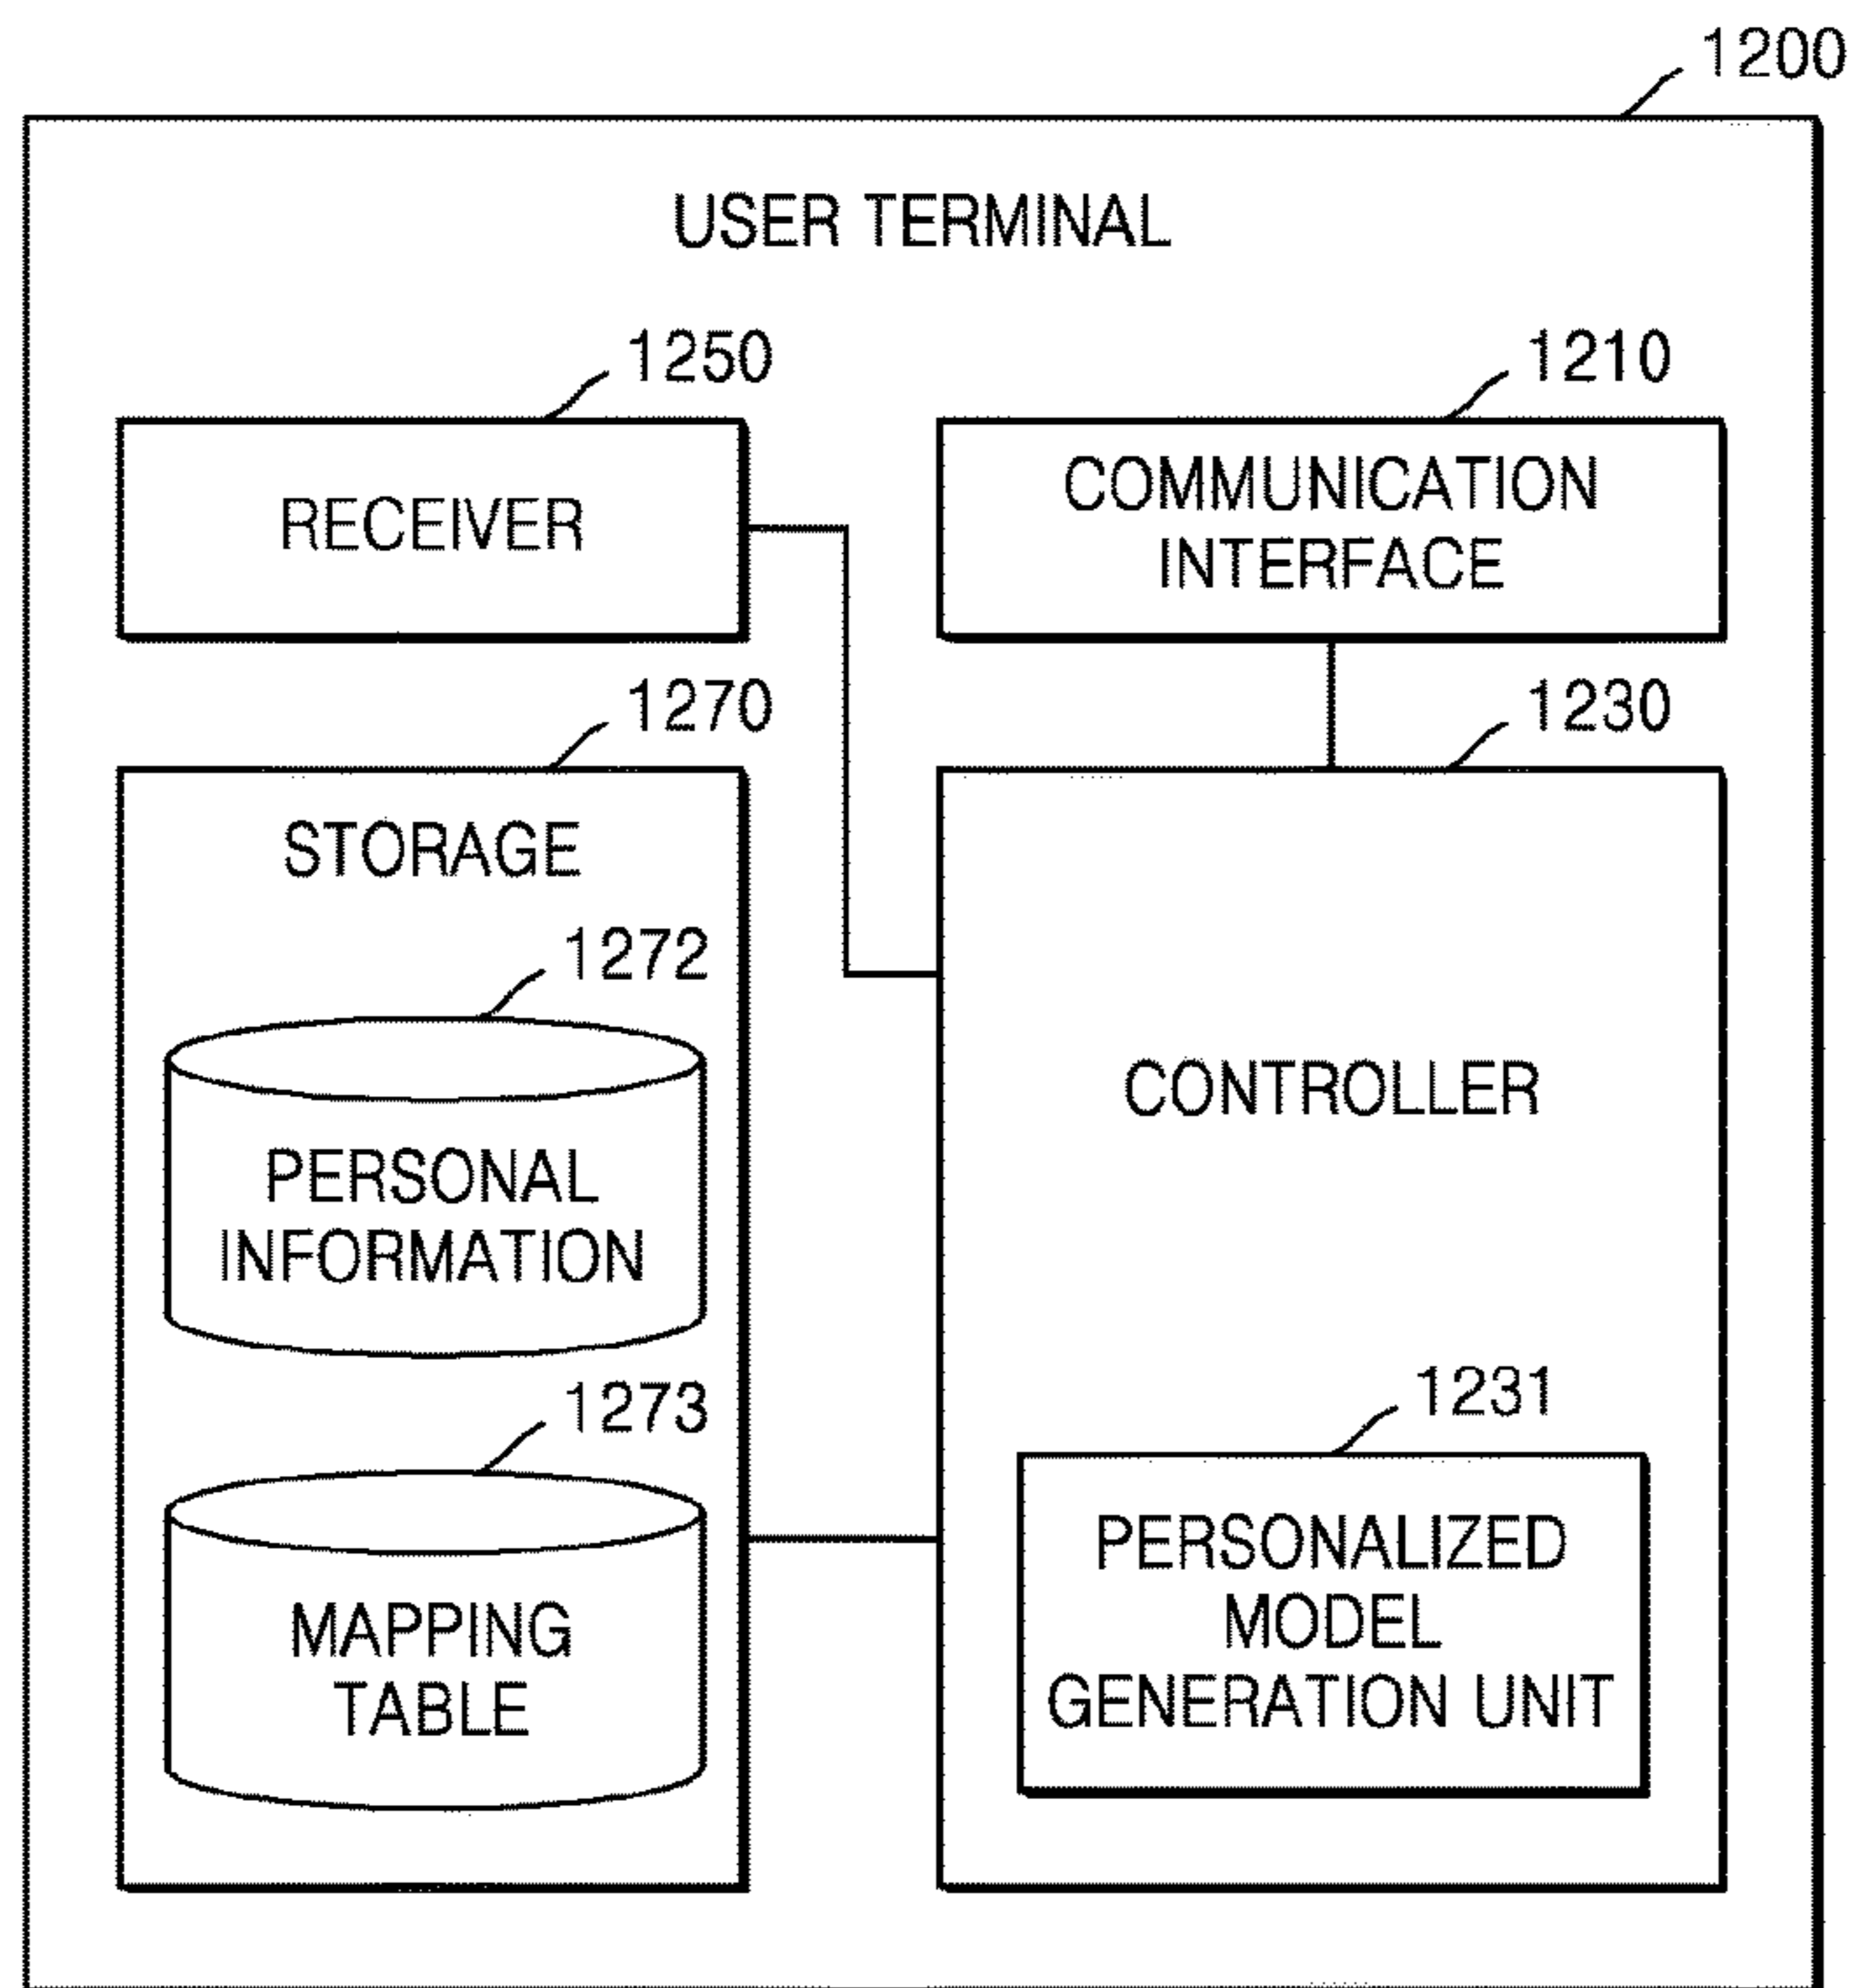 1200
USER TERMINAL
1250
RECEIVER
1210
COMMUNICATION
INTERFACE
1270
STORAGE
1272
PERSONAL
INFORMATION
1273
MAPPING
TABLE
1230
CONTROLLER
1231
PERSONALIZED
MODEL
GENERATION UNIT